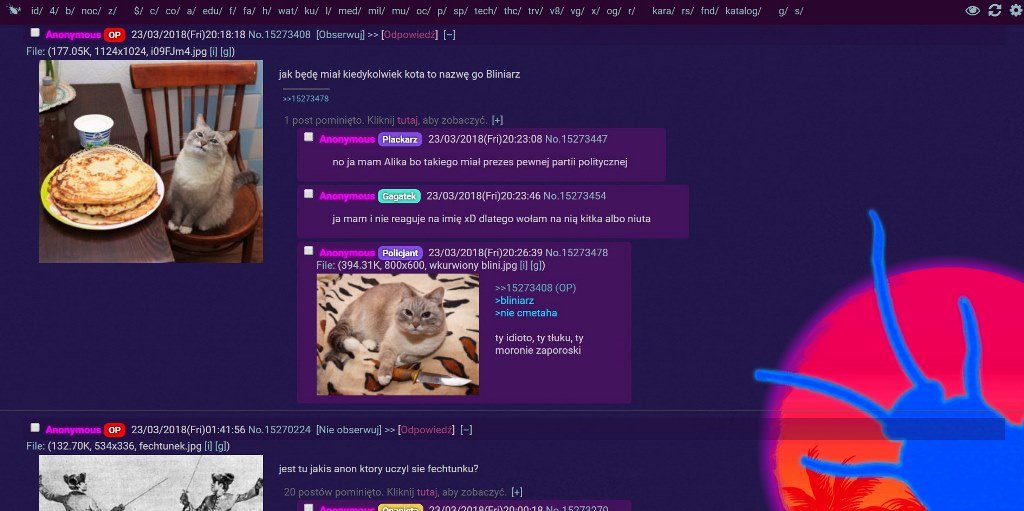 id/ 4/ b/ noc/ z/ $/ c/ co/ a/ edu/ f/ fa/ h/ wat/ ku/ l/ med/ mil/ mu/ oc/ p/ sp/ tech/ thc/ trv/ v8/ vg/ x/ og/ r/ kara/ rs/ fnd/ katalog/ g/ s/
Anonymous OP 23/03/2018(Fri)20:18:18 No.15273408 [Obserwuj] >> [Odpowiedź] [−]
File: (177.05K, 1124x1024, i09FJm4.jpg [i] [g])
jak będę miał kiedykolwiek kota to nazwę go Bliniarz
>>15273478
1 post pominięto. Kliknij tutaj, aby zobaczyć. [+]
Anonymous Plackarz 23/03/2018(Fri)20:23:08 No.15273447
no ja mam Alika bo takiego miał prezes pewnej partii politycznej
Anonymous Gagatek 23/03/2018(Fri)20:23:46 No.15273454
ja mam i nie reaguje na imię xD dlatego wołam na nią kitka albo niuta
Anonymous Policjant 23/03/2018(Fri)20:26:39 No.15273478
File: (394.31K, 800x600, wkurwiony blini.jpg [i] [g])
>>15273408 (OP)
>bliniarz
>nie cmetaha
ty idioto, ty tłuku, ty
moronie zaporoski
Anonymous OP 23/03/2018(Fri)01:41:56 No.15270224 [Nie obserwuj] >> [Odpowiedź] [−]
File: (132.70K, 534x336, fechtunek.jpg [i] [g])
jest tu jakis anon ktory uczyl sie fechtunku?
20 postów pominięto. Kliknij tutaj, aby zobaczyć. [+]
Anonymous 23/03/2018(Fri)20:00:18 No.15273270